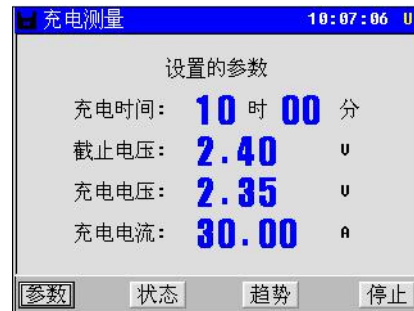 充电测量 10:07:06 U
设置的参数
充电时间: 10 时 00 分
截止电压: 2.40 U
充电电压: 2.35 U
充电电流: 30.00 A
参数 状态 趋势 停止